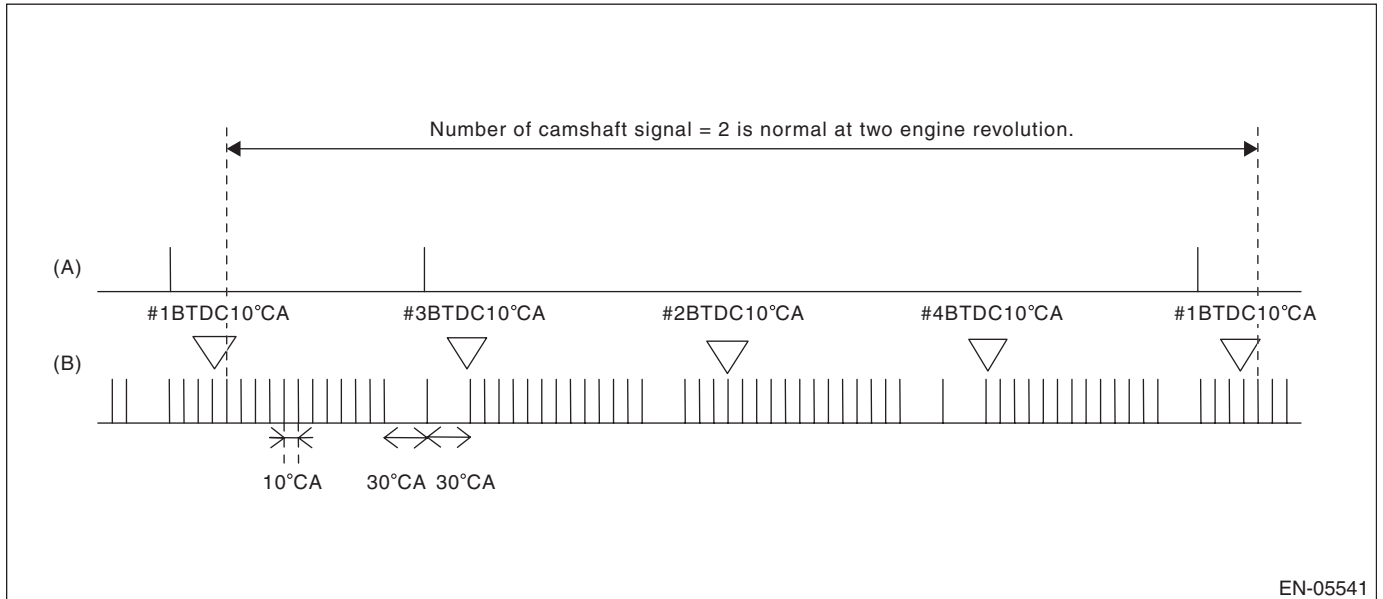 Number of camshaft signal = 2 is normal at two engine revolution.
(A)
#1BTDC10°CA #3BTDC10°CA #2BTDC10°CA #4BTDC10°CA #1BTDC10°CA
(B)
10°CA 30°CA 30°CA
EN-05541